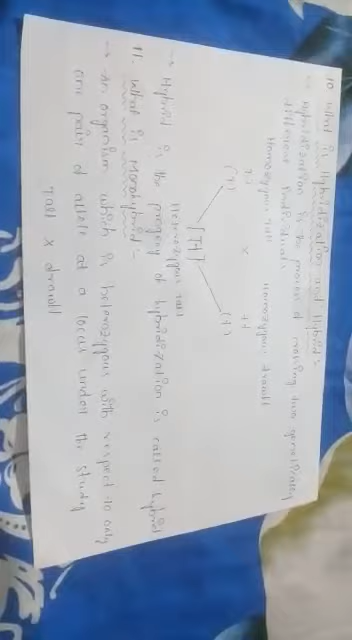 10. What is Hybridization and Hybrid:-
→ Hybridization is the process of making two genetically
different individuals.
Homozygous tall Homozygous dwarf
TT × tt
(T) (t)
[Tt]
Heterozygous tall
→ Hybrid is the progeny of hybridization is called hybrid
11. What is Monohybrid:-
→ An organism which is heterozygous with respect to only
one pair of allele at a locus under the study
Tall × dwarf